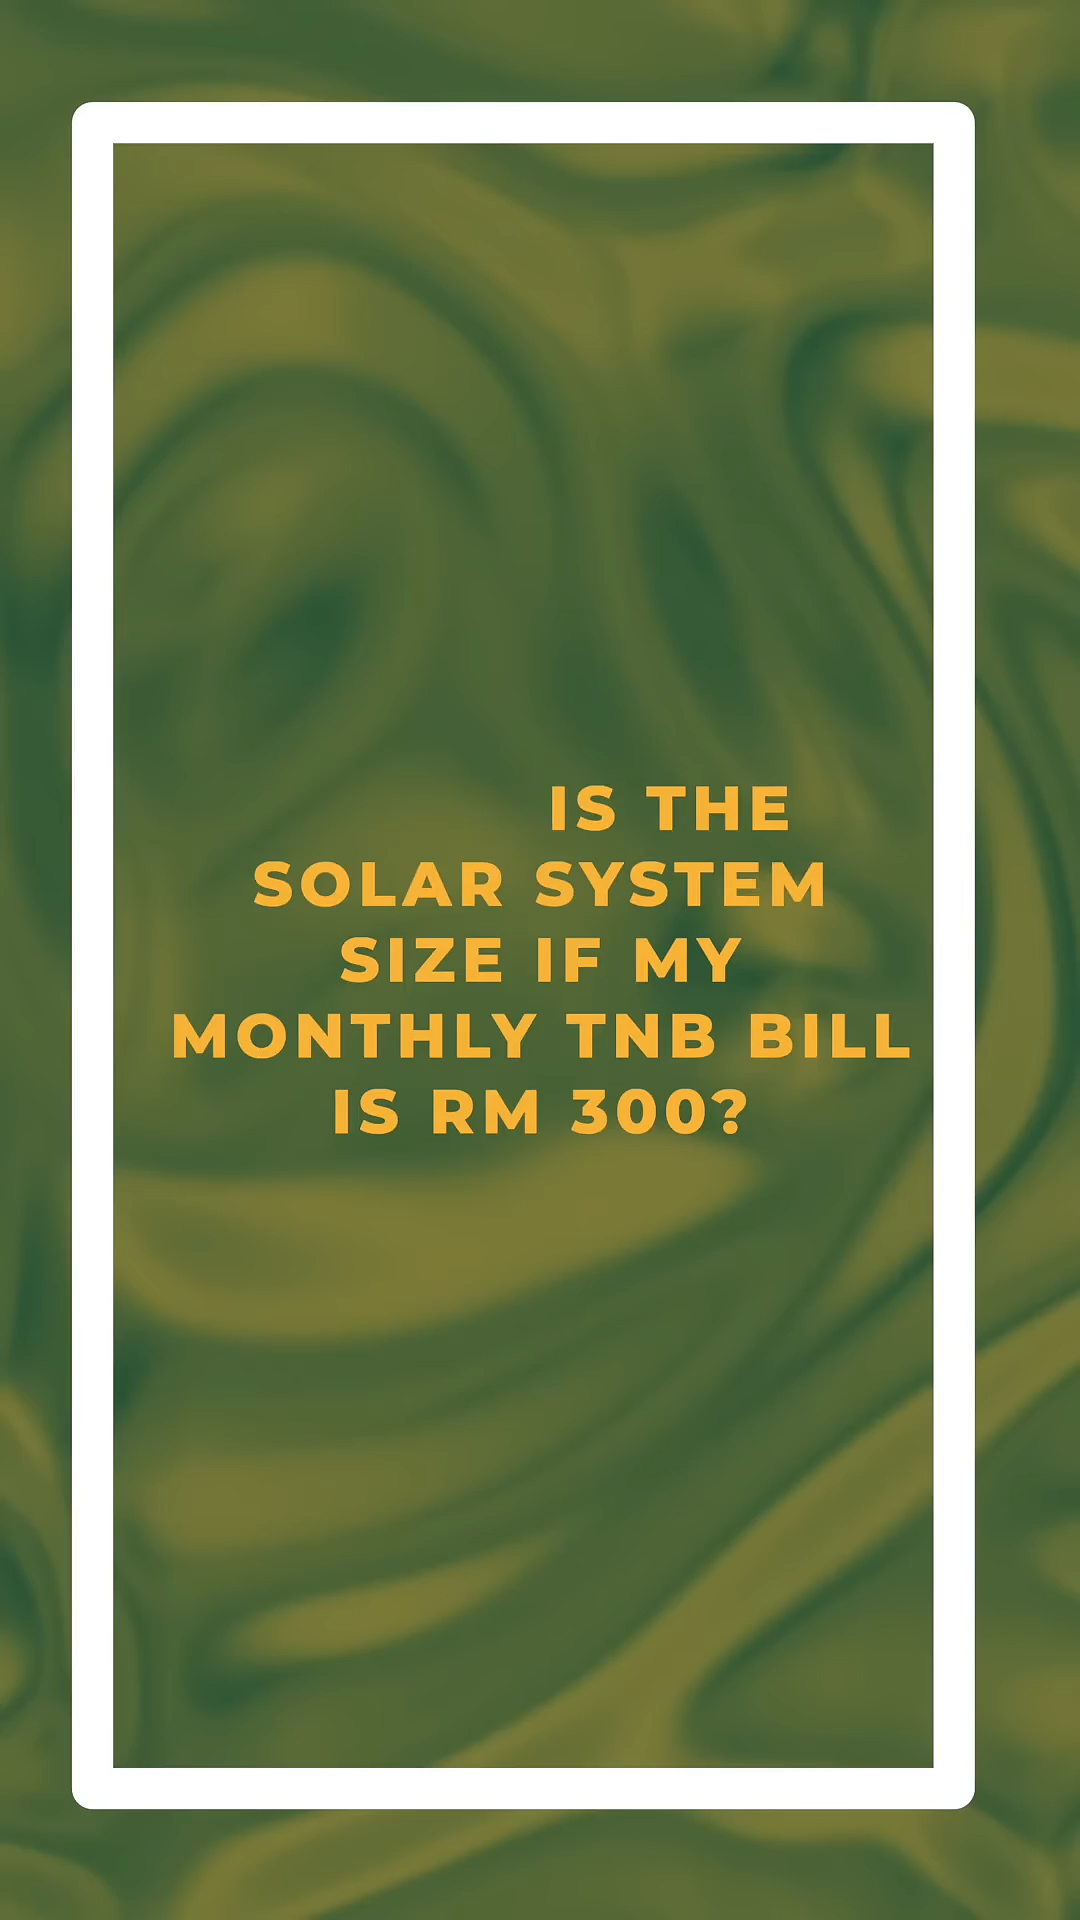 IS THE
SOLAR SYSTEM
SIZE IF MY
MONTHLY TNB BILL
IS RM 300?